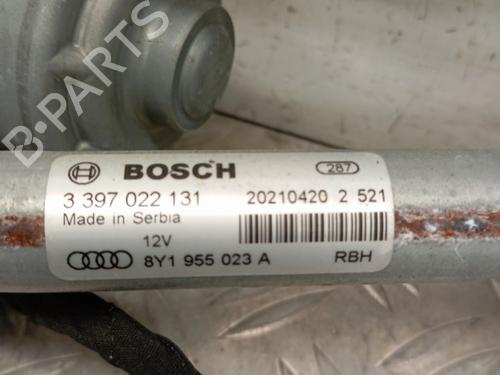 B-PARTS
BOSCH 287
3 397 022 131 20210420 2 521
Made in Serbia
12V
8Y1 955 023 A RBH